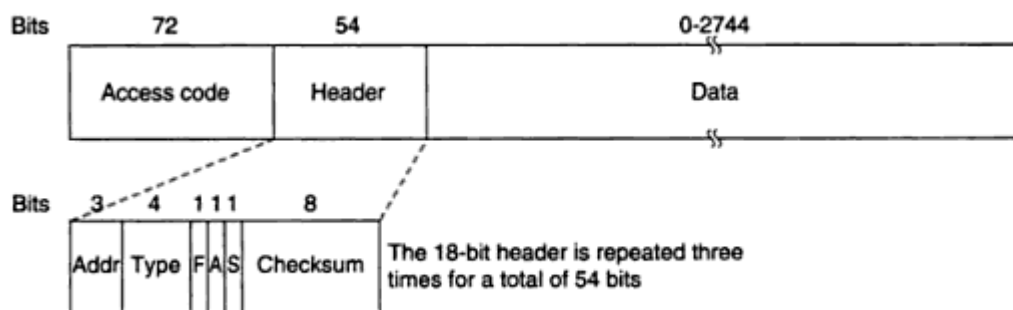 Bits 72 54 0-2744
Access code Header Data
Bits 3 4 1 1 1 8
Addr Type F A S Checksum
The 18-bit header is repeated three
times for a total of 54 bits